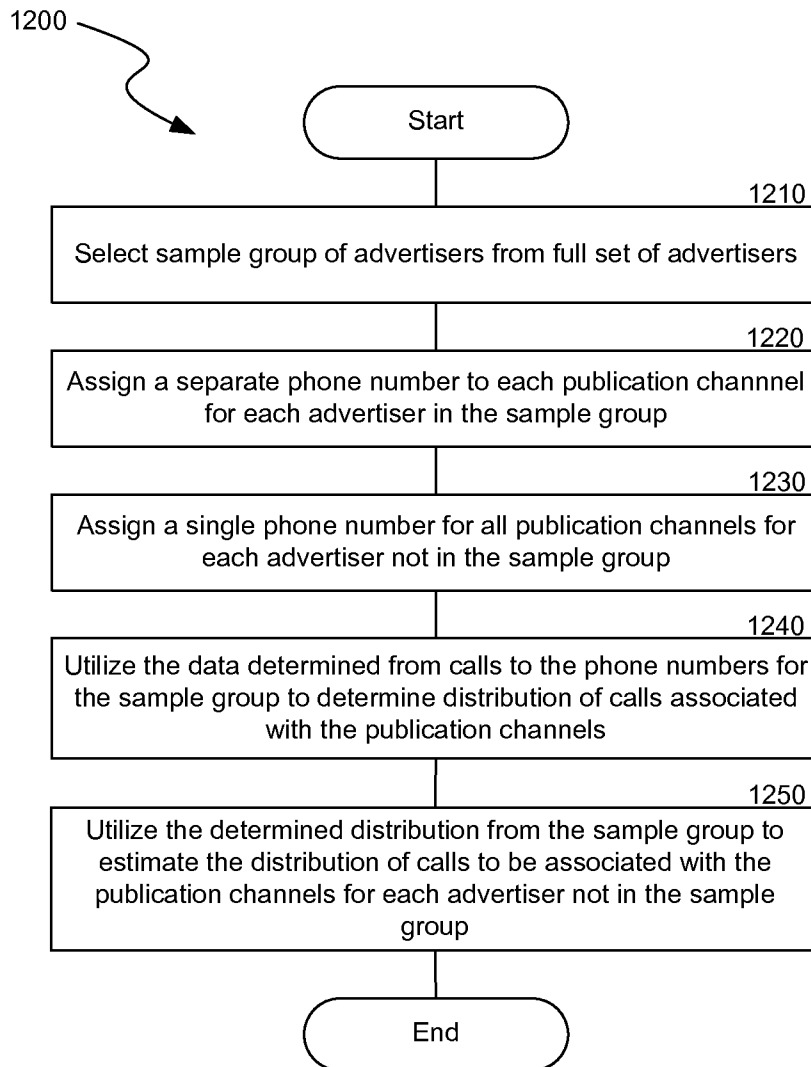 1200
Start
1210
Select sample group of advertisers from full set of advertisers
1220
Assign a separate phone number to each publication channnel
for each advertiser in the sample group
1230
Assign a single phone number for all publication channels for
each advertiser not in the sample group
1240
Utilize the data determined from calls to the phone numbers for
the sample group to determine distribution of calls associated
with the publication channels
1250
Utilize the determined distribution from the sample group to
estimate the distribution of calls to be associated with the
publication channels for each advertiser not in the sample
group
End